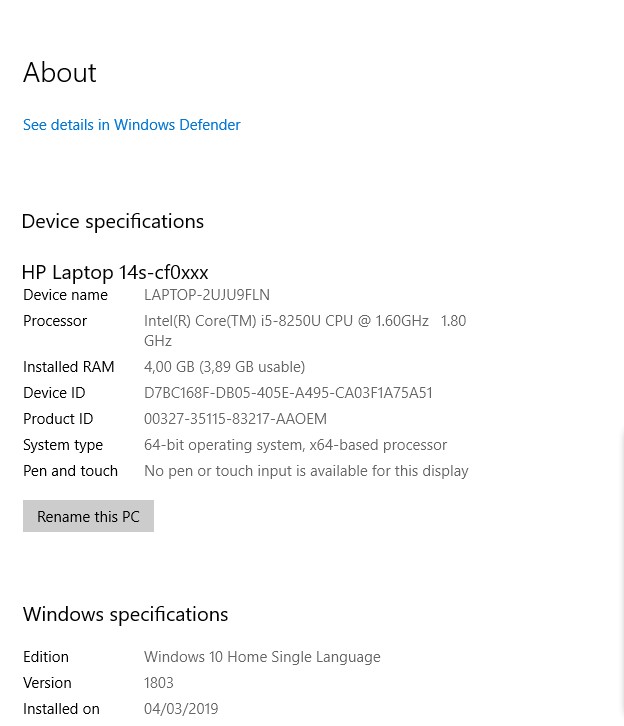 About
See details in Windows Defender
Device specifications
HP Laptop 14s-cf0xxx
Device name LAPTOP-2UJU9FLN
Processor Intel(R) Core(TM) i5-8250U CPU @ 1.60GHz 1.80
GHz
Installed RAM 4,00 GB (3,89 GB usable)
Device ID D7BC168F-DB05-405E-A495-CA03F1A75A51
Product ID 00327-35115-83217-AAOEM
System type 64-bit operating system, x64-based processor
Pen and touch No pen or touch input is available for this display
Rename this PC
Windows specifications
Edition Windows 10 Home Single Language
Version 1803
Installed on 04/03/2019